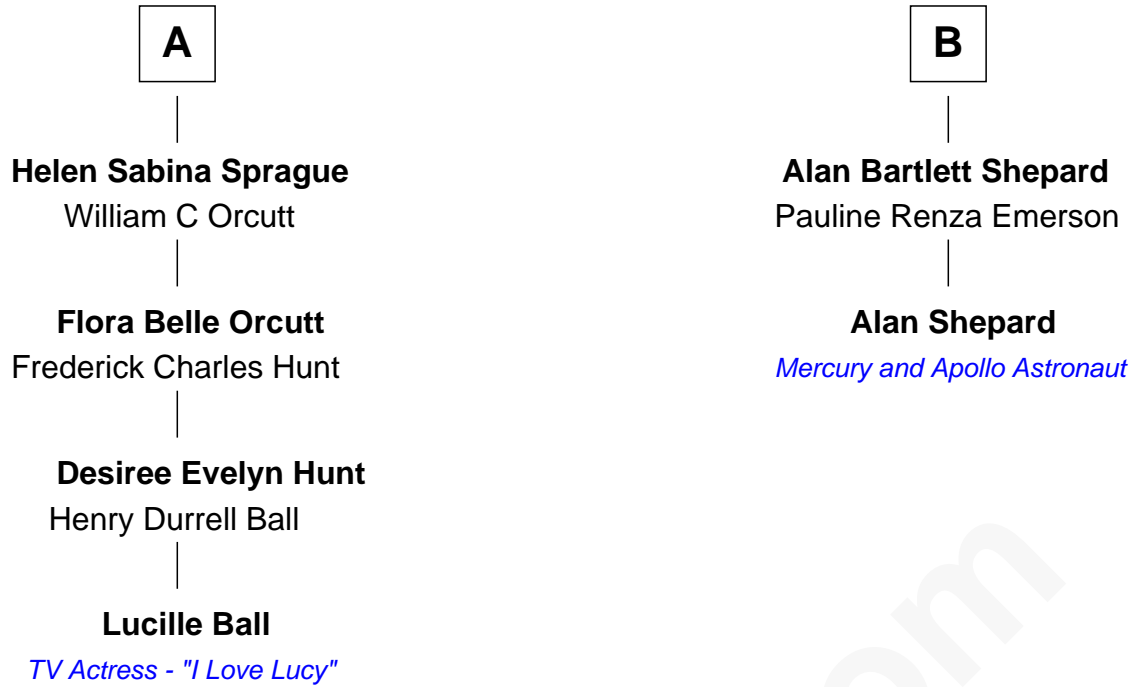 A
B
Helen Sabina Sprague
William C Orcutt
Alan Bartlett Shepard
Pauline Renza Emerson
Flora Belle Orcutt
Frederick Charles Hunt
Alan Shepard
Mercury and Apollo Astronaut
Desiree Evelyn Hunt
Henry Durrell Ball
Lucille Ball
TV Actress - "I Love Lucy"
om